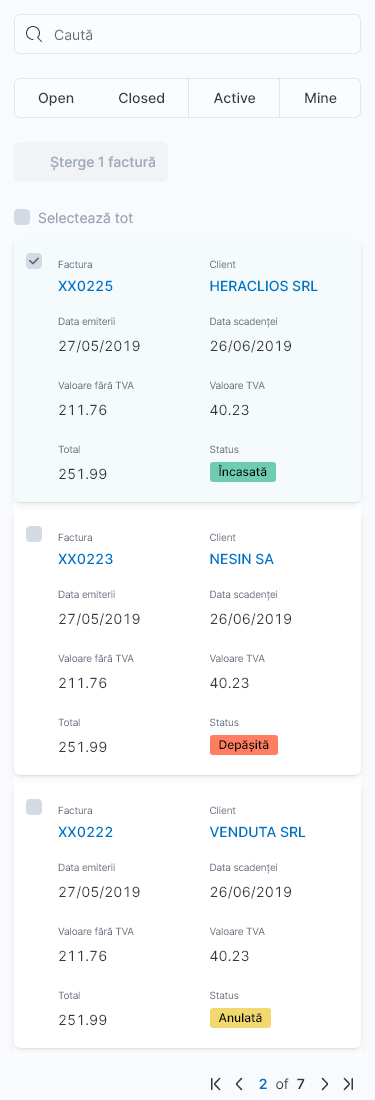 Caută
Open Closed Active Mine
Șterge 1 factură
Selectează tot
Factura Client
XX0225 HERACLIOS SRL
Data emiterii Data scadenței
27/05/2019 26/06/2019
Valoare fără TVA Valoare TVA
211.76 40.23
Total Status
251.99 Încasată
Factura Client
XX0223 NESIN SA
Data emiterii Data scadenței
27/05/2019 26/06/2019
Valoare fără TVA Valoare TVA
211.76 40.23
Total Status
251.99 Depășită
Factura Client
XX0222 VENDUTA SRL
Data emiterii Data scadenței
27/05/2019 26/06/2019
Valoare fără TVA Valoare TVA
211.76 40.23
Total Status
251.99 Anulată
2 of 7